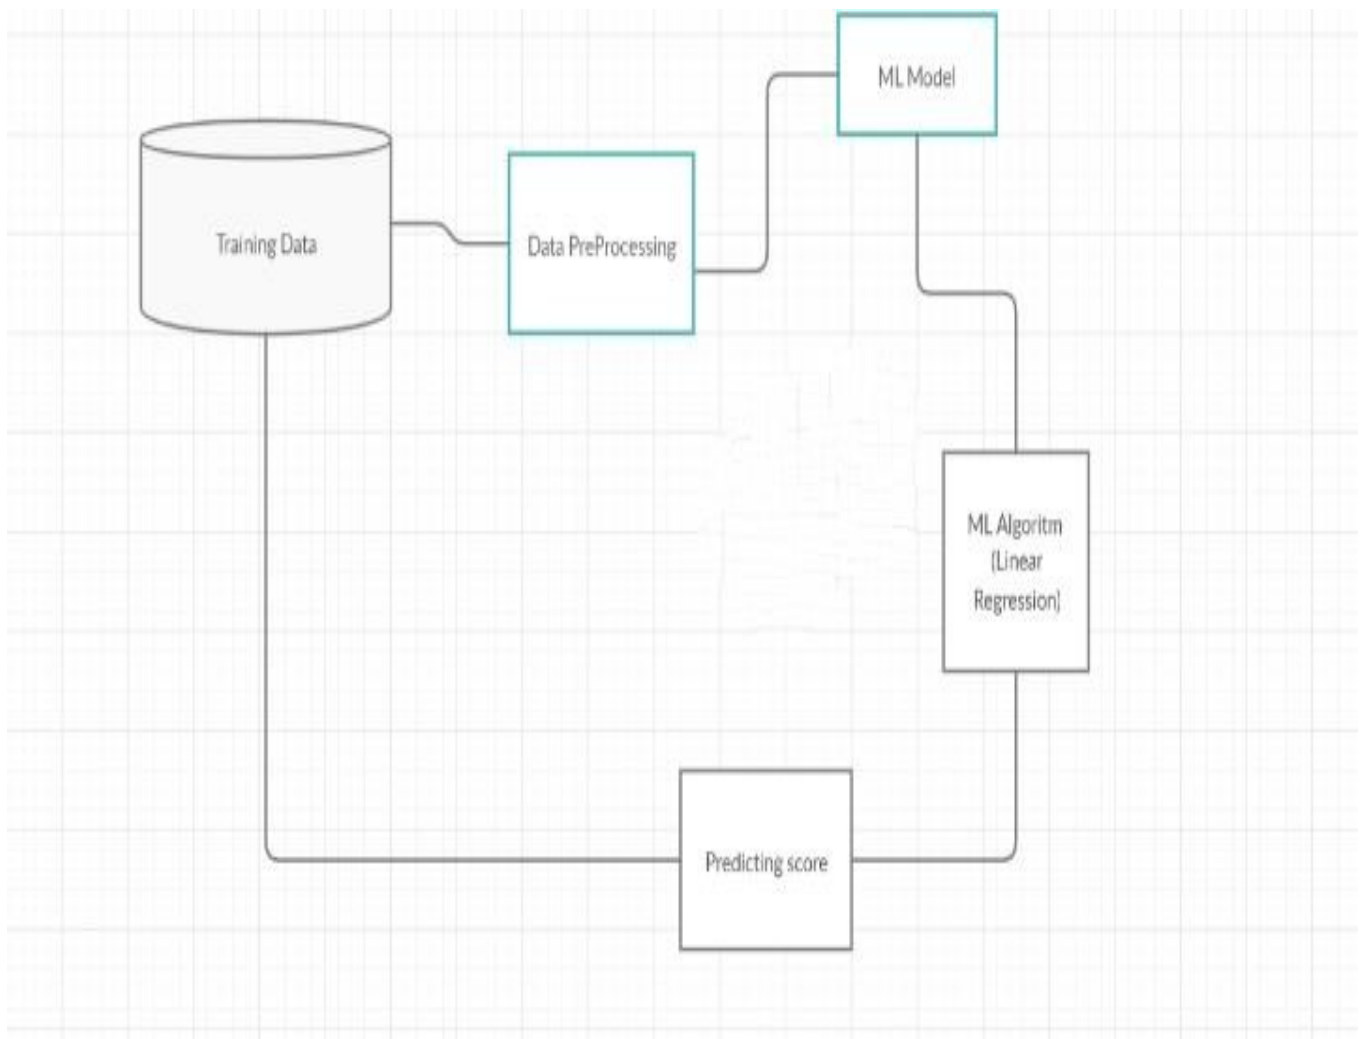 ML Model
Training Data
Data PreProcessing
ML Algoritm
(Linear
Regression)
Predicting score